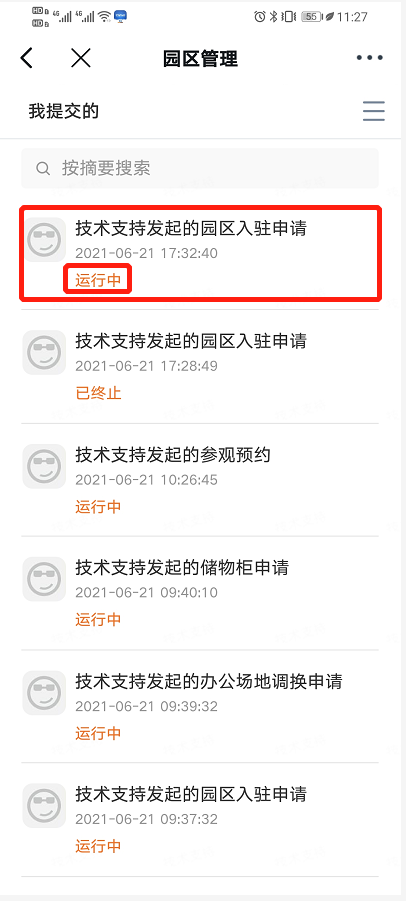 HD HD 4G 4G 55 11:27
园区管理
我提交的
按摘要搜索
技术支持发起的园区入驻申请
2021-06-21 17:32:40
运行中
技术支持发起的园区入驻申请
2021-06-21 17:28:49
已终止
技术支持发起的参观预约
2021-06-21 10:26:45
运行中
技术支持发起的储物柜申请
2021-06-21 09:40:10
运行中
技术支持发起的办公场地调换申请
2021-06-21 09:39:32
运行中
技术支持发起的园区入驻申请
2021-06-21 09:37:32
运行中